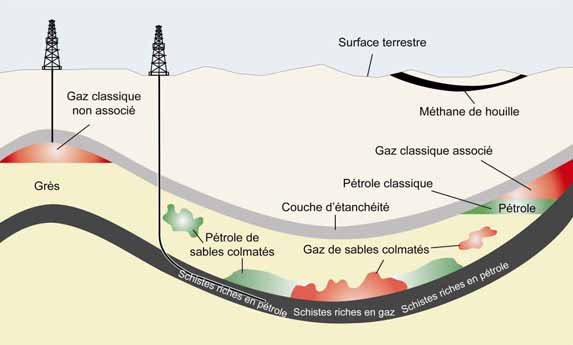 Surface terrestre
Gaz classique
non associé
Méthane de houille
Gaz classique associé
Pétrole classique
Grès
Couche d'étanchéité
Pétrole
Pétrole de
sables colmatés
Gaz de sables colmatés
Schistes riches en pétrole
Schistes riches en gaz
Schistes riches en pétrole